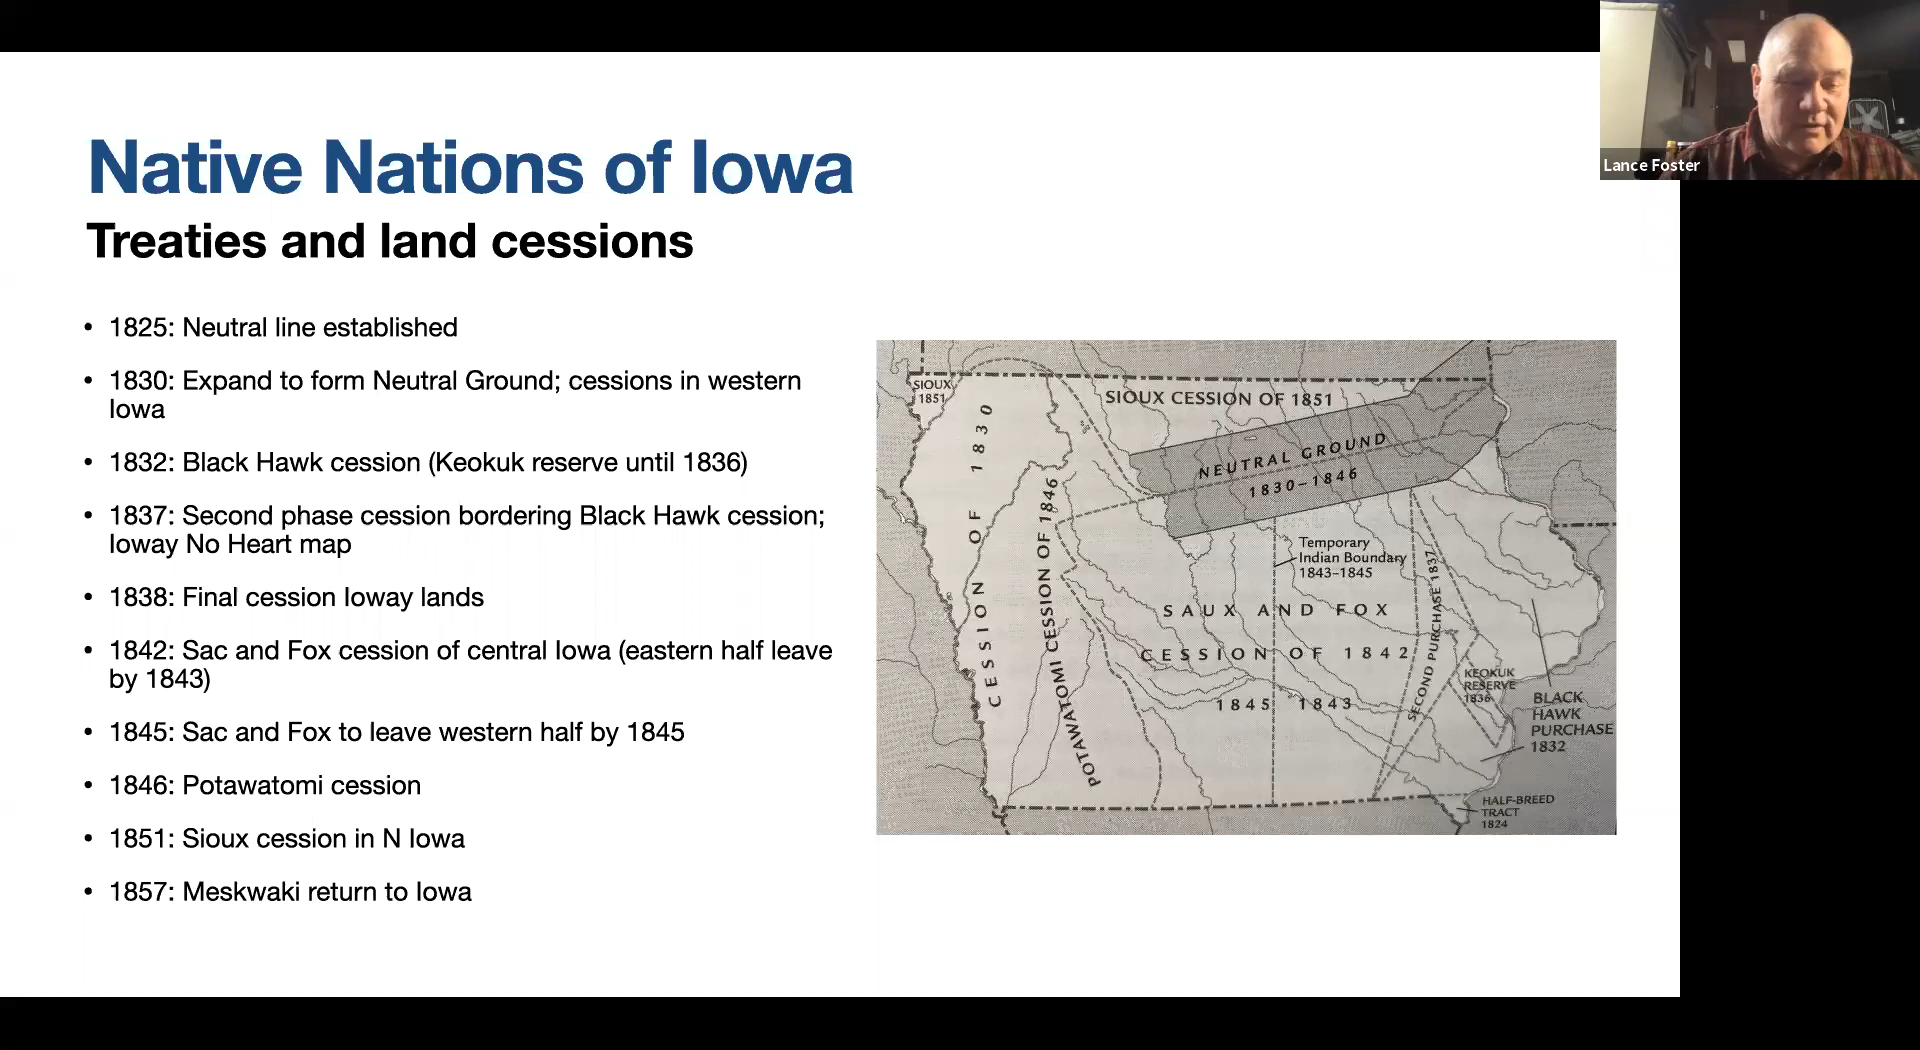 Lance Foster
Native Nations of Iowa
Treaties and land cessions
• 1825: Neutral line established
• 1830: Expand to form Neutral Ground; cessions in western
Iowa
• 1832: Black Hawk cession (Keokuk reserve until 1836)
• 1837: Second phase cession bordering Black Hawk cession;
Ioway No Heart map
• 1838: Final cession Ioway lands
• 1842: Sac and Fox cession of central Iowa (eastern half leave
by 1843)
• 1845: Sac and Fox to leave western half by 1845
• 1846: Potawatomi cession
• 1851: Sioux cession in N Iowa
• 1857: Meskwaki return to Iowa
SIOUX
1851
CESSION OF 1830
POTAWATOMI CESSION OF 1846
SIOUX CESSION OF 1851
NEUTRAL GROUND
1830–1846
Temporary
Indian Boundary
1843–1845
SAUX AND FOX
CESSION OF 1842
1845 1843
SECOND PURCHASE 1837
KEOKUK
RESERVE
1836
BLACK
HAWK
PURCHASE
1832
HALF-BREED
TRACT
1824